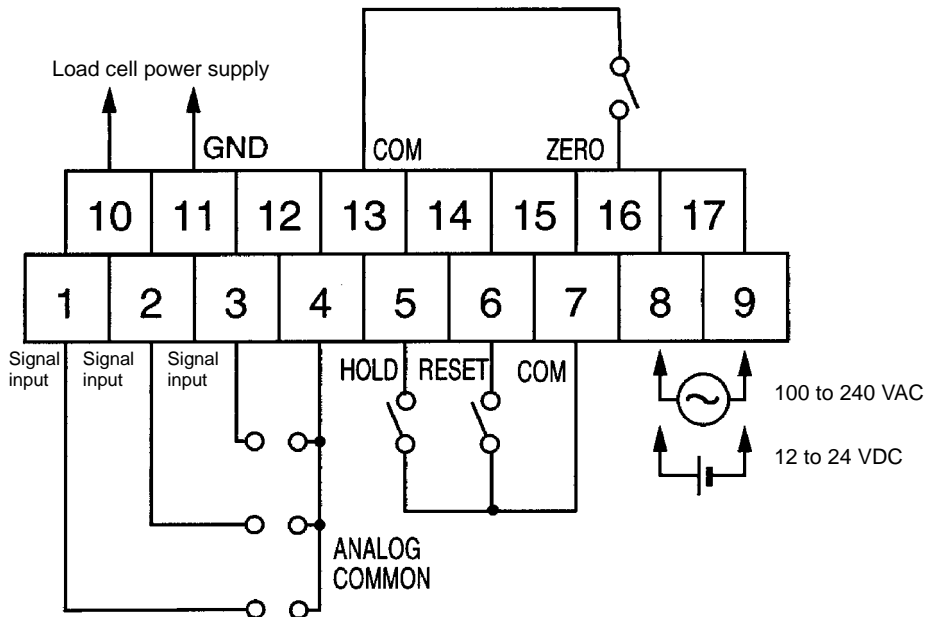 Load cell power supply
GND
COM
ZERO
10 11 12 13 14 15 16 17
1 2 3 4 5 6 7 8 9
Signal
input
Signal
input
Signal
input
HOLD
RESET
COM
100 to 240 VAC
12 to 24 VDC
ANALOG
COMMON